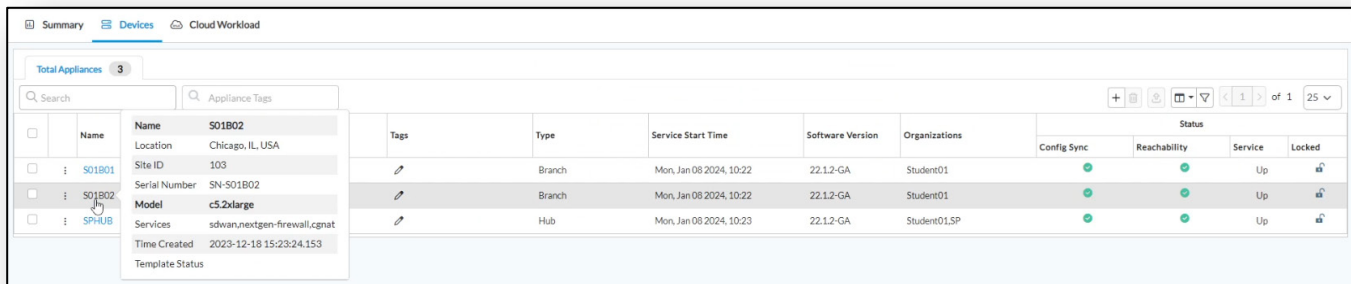 Summary Devices Cloud Workload
Total Appliances 3
Search Appliance Tags 1 of 1 25
Name Tags Type Service Start Time Software Version Organizations Status
Config Sync Reachability Service Locked
S01B01 Branch Mon, Jan 08 2024, 10:22 22.1.2-GA Student01 Up
S01B02 Branch Mon, Jan 08 2024, 10:22 22.1.2-GA Student01 Up
SPHUB Hub Mon, Jan 08 2024, 10:23 22.1.2-GA Student01,SP Up
Name S01B02
Location Chicago, IL, USA
Site ID 103
Serial Number SN-S01B02
Model c5.2xlarge
Services sdwan,nextgen-firewall,cgnat
Time Created 2023-12-18 15:23:24.153
Template Status